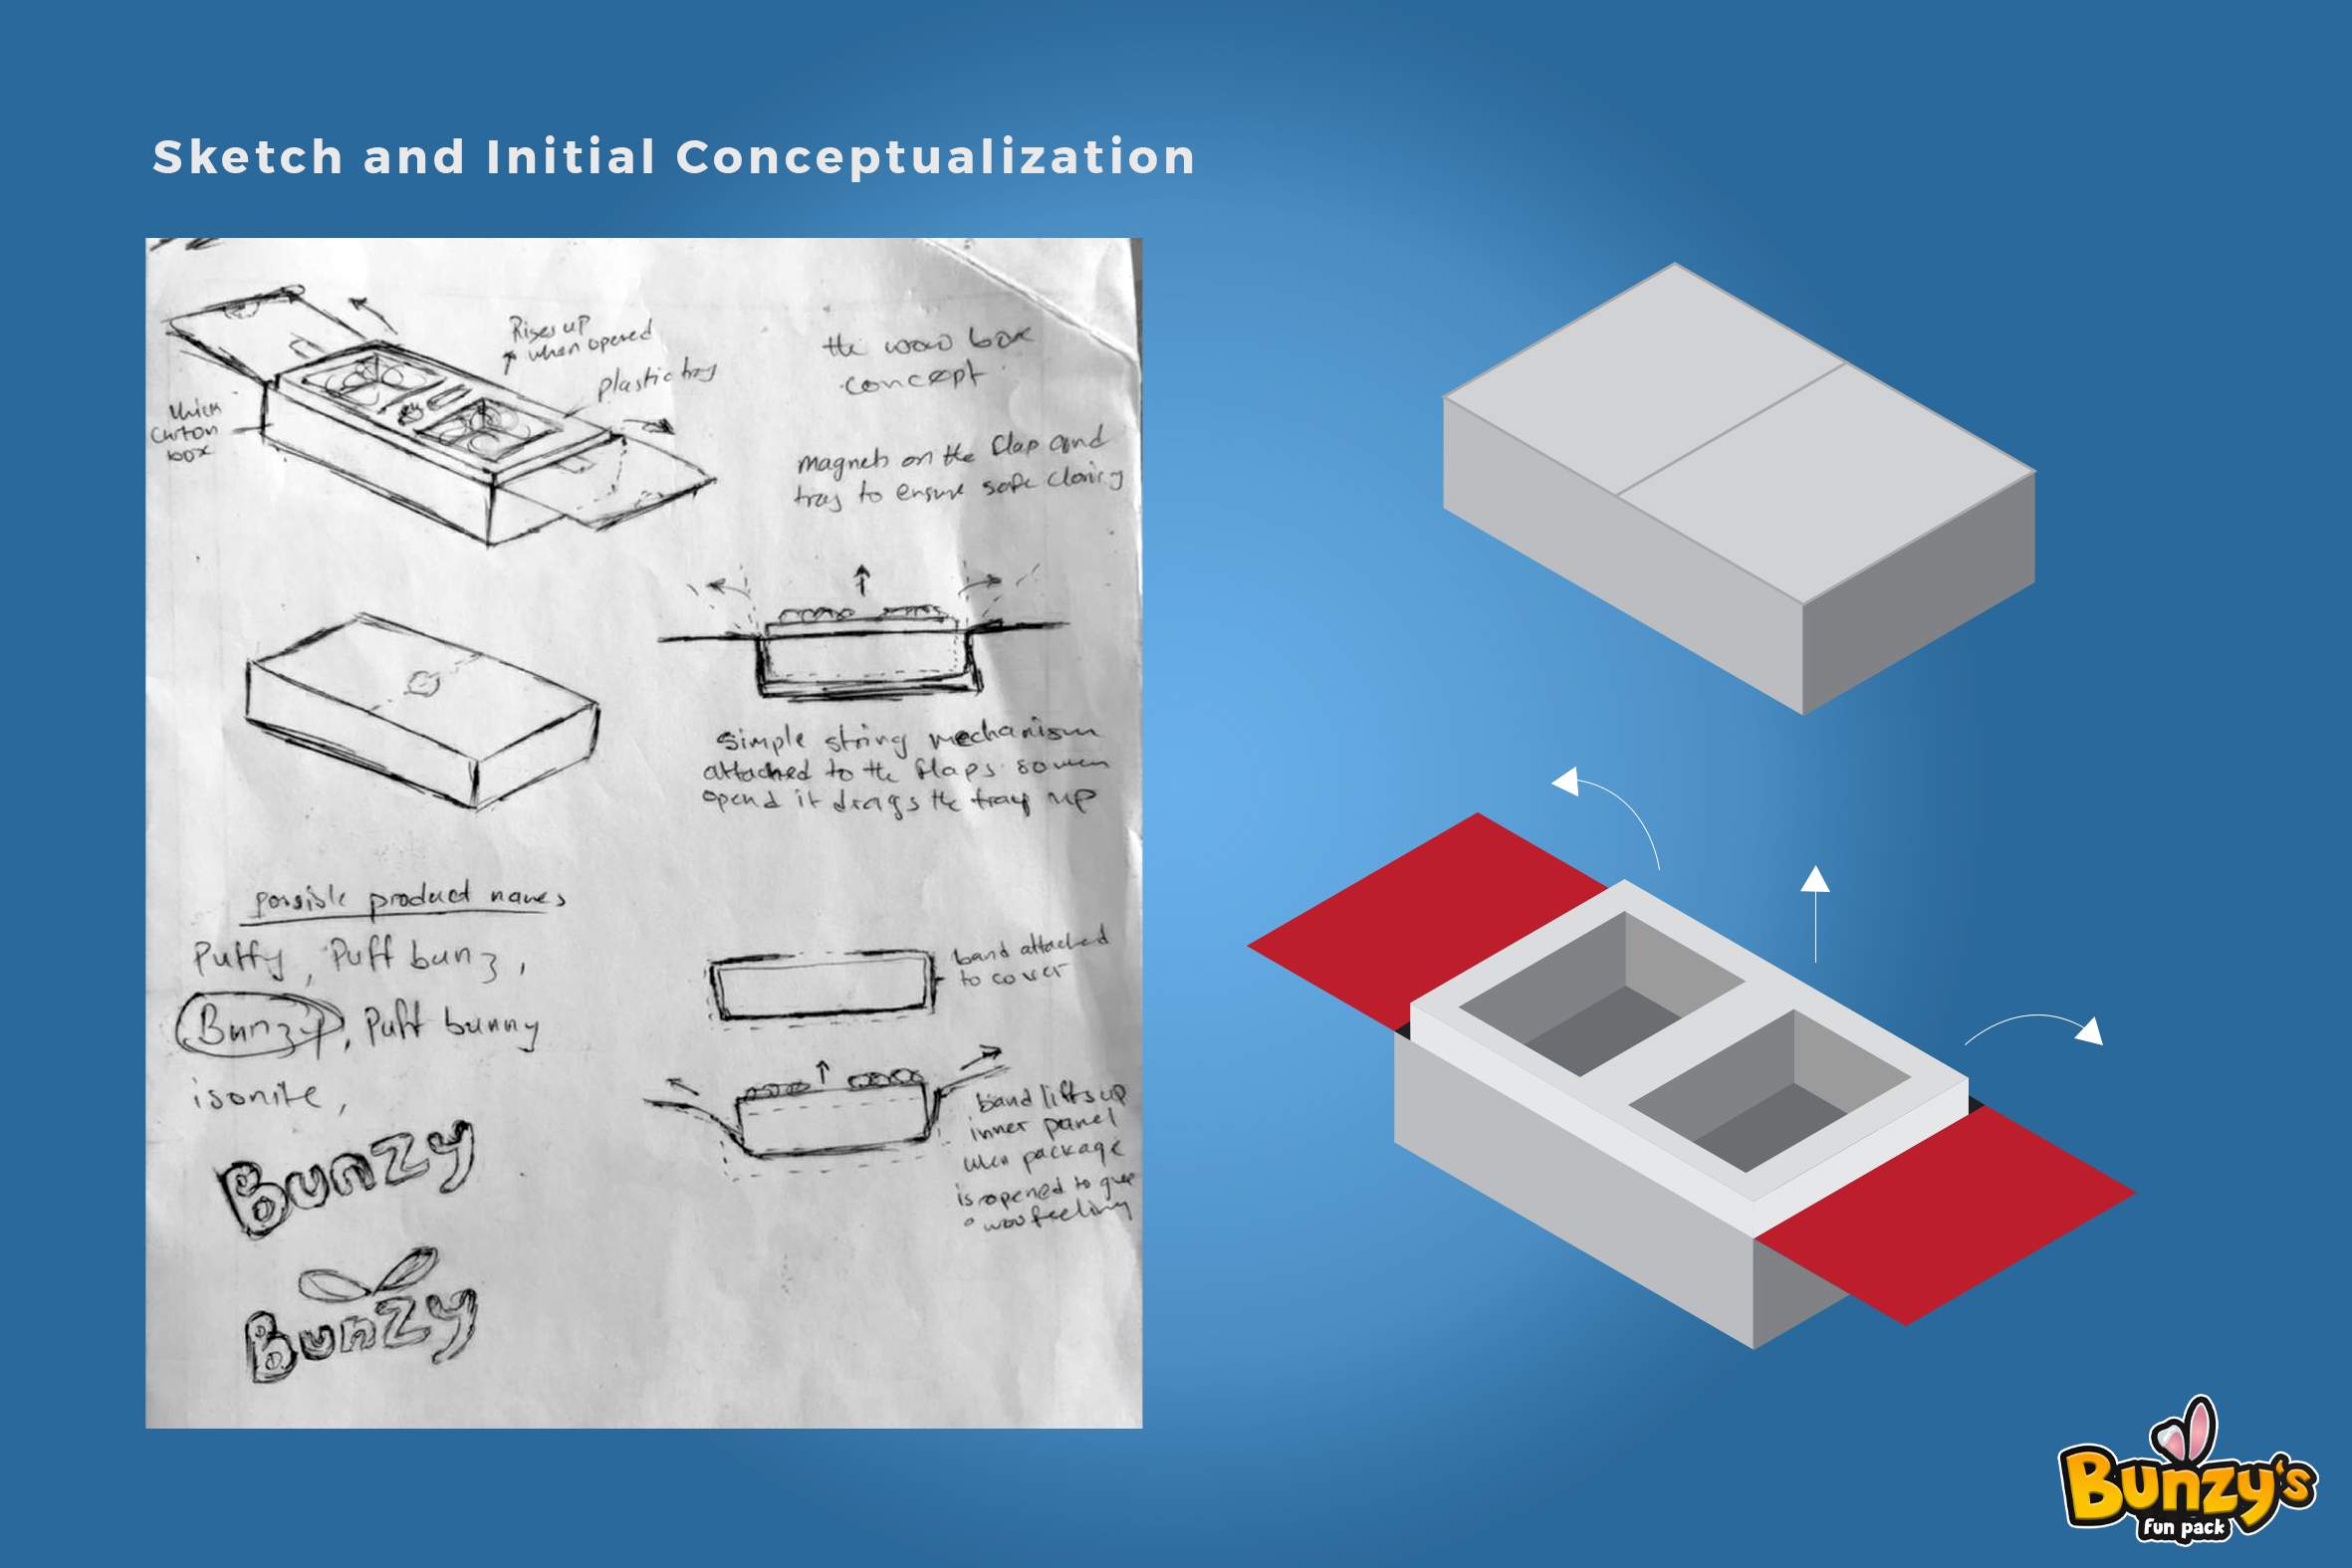 Sketch and Initial Conceptualization
Rises up
when opened
plastic tray
thick
carton
box
the wow box
concept
magnets on the flap and
tray to ensure safe closing
simple string mechanism
attached to the flaps so when
opend it drags the tray up
possible product names
Puffy, Puff bunz,
Bunzy, Puff bunny
isonite,
Bunzy
Bunzy
band attached
to cover
band lifts up
inner panel
when package
is opened to give
a wow feeling
Bunzy's
fun pack